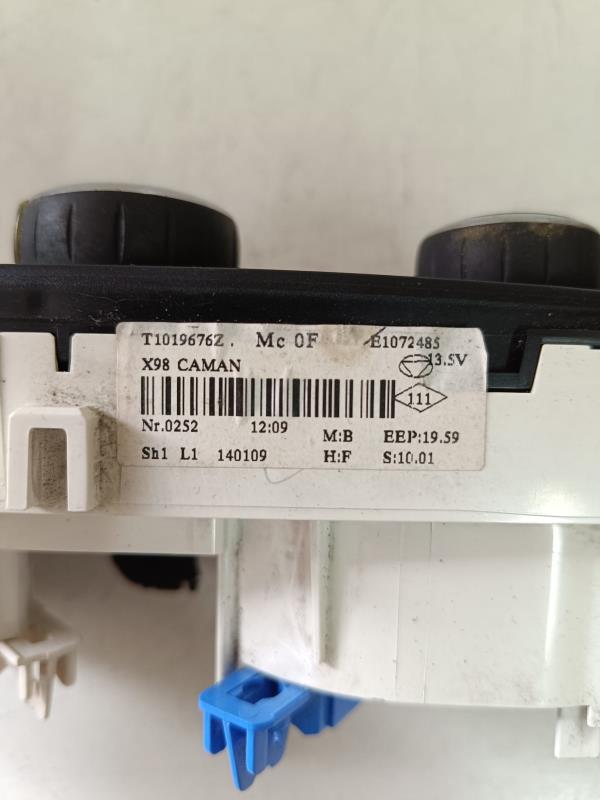 T1019676Z. Mc 0F E1072485
X98 CAMAN 13.5V
111
Nr.0252 12:09 M:B EEP:19.59
Sh1 L1 140109 H:F S:10.01